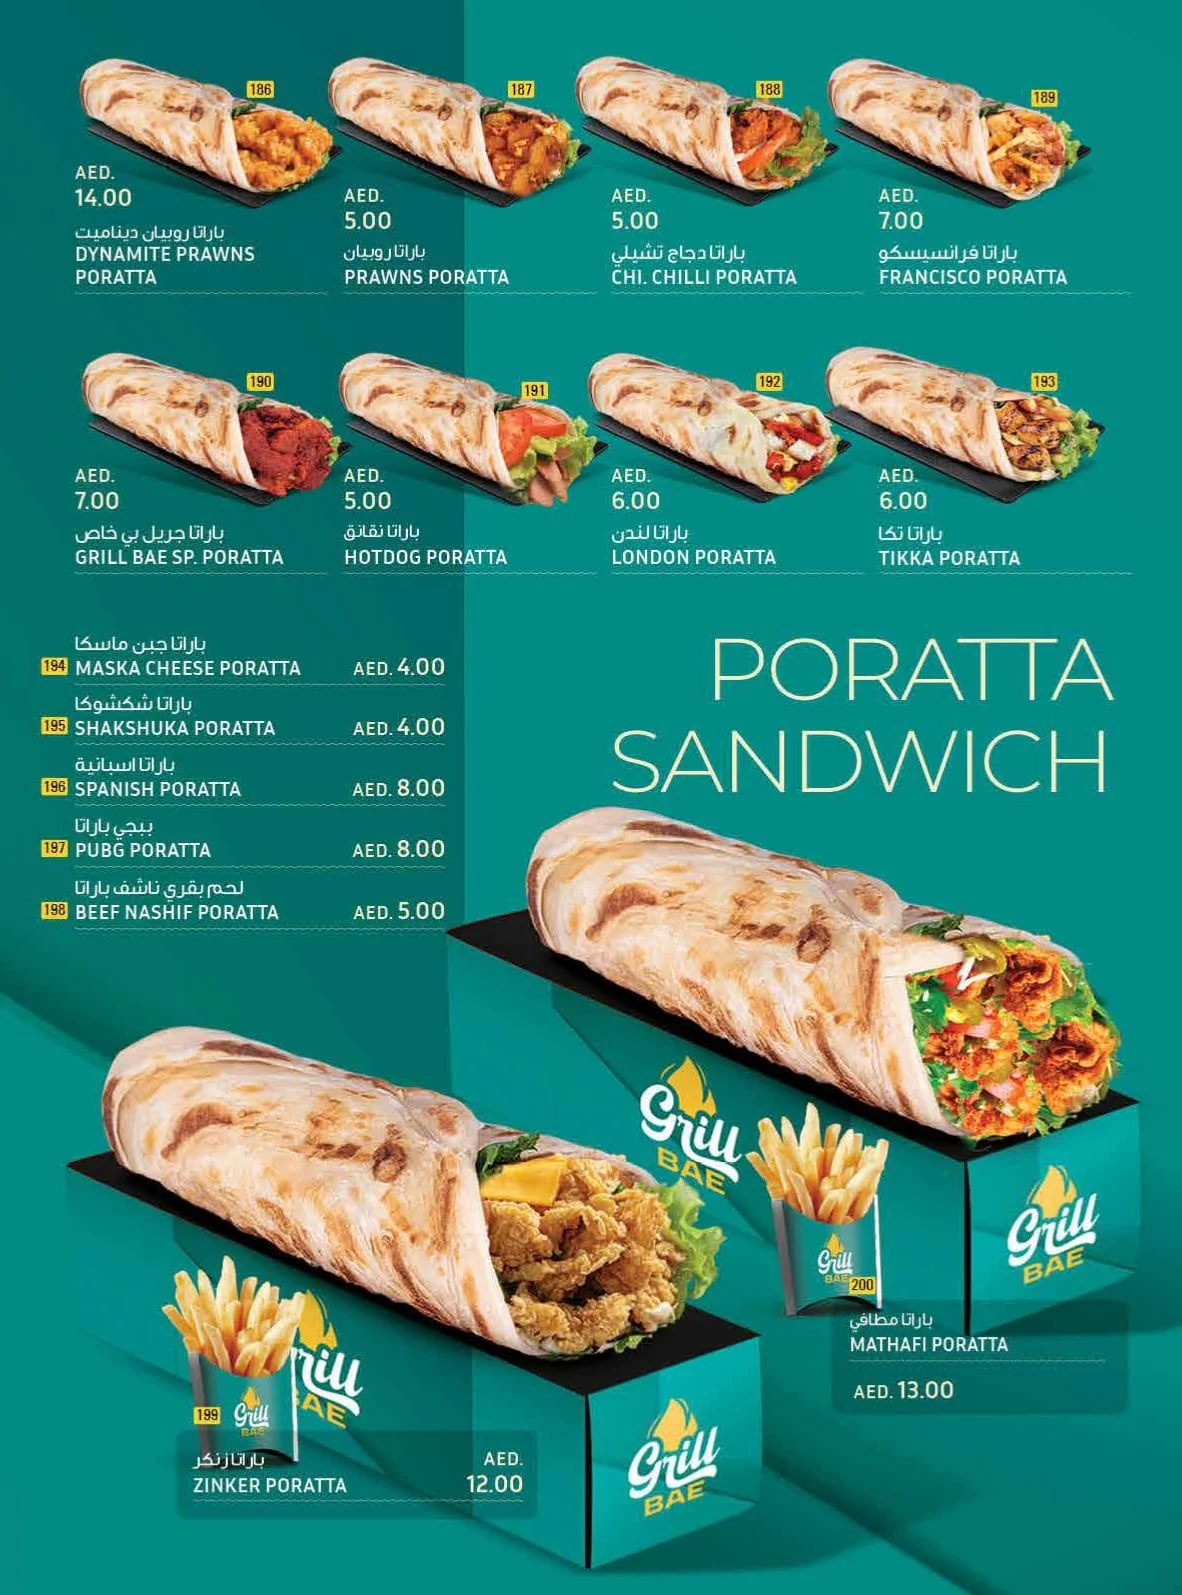 186
AED.
14.00
باراتا روبيان ديناميت
DYNAMITE PRAWNS
PORATTA
187
AED.
5.00
باراتا روبيان
PRAWNS PORATTA
188
AED.
5.00
باراتا دجاج تشيلي
CHI. CHILLI PORATTA
189
AED.
7.00
باراتا فرانسيسكو
FRANCISCO PORATTA
190
AED.
7.00
باراتا جريل بي خاص
GRILL BAE SP. PORATTA
191
AED.
5.00
باراتا نقانق
HOTDOG PORATTA
192
AED.
6.00
باراتا لندن
LONDON PORATTA
193
AED.
6.00
باراتا تكا
TIKKA PORATTA
باراتا جبن ماسكا
194 MASKA CHEESE PORATTA AED. 4.00
باراتا شكشوكا
195 SHAKSHUKA PORATTA AED. 4.00
باراتا اسبانية
196 SPANISH PORATTA AED. 8.00
ببجي باراتا
197 PUBG PORATTA AED. 8.00
لحم بقري ناشف باراتا
198 BEEF NASHIF PORATTA AED. 5.00
PORATTA
SANDWICH
Grill
BAE
Grill
BAE
Grill
BAE
200
باراتا مطافي
MATHAFI PORATTA
AED. 13.00
rill
BAE
Grill
BAE
199
باراتا زنكر
ZINKER PORATTA
AED.
12.00
Grill
BAE